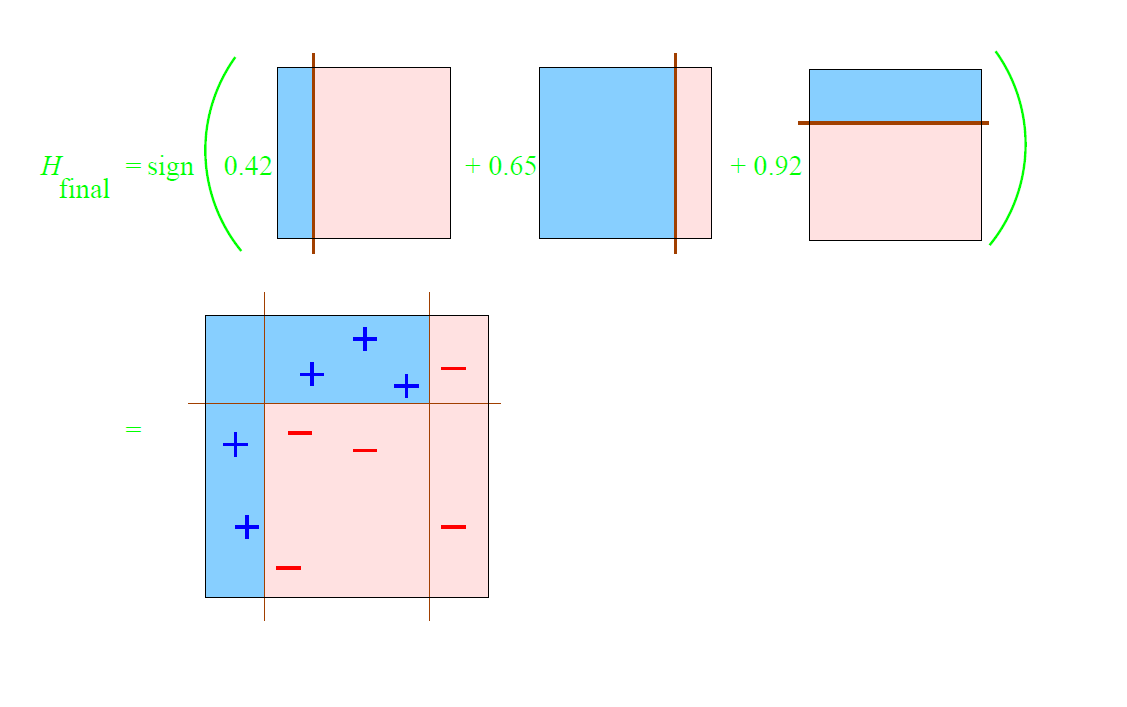 H final = sign ( 0.42 + 0.65 + 0.92 )
=